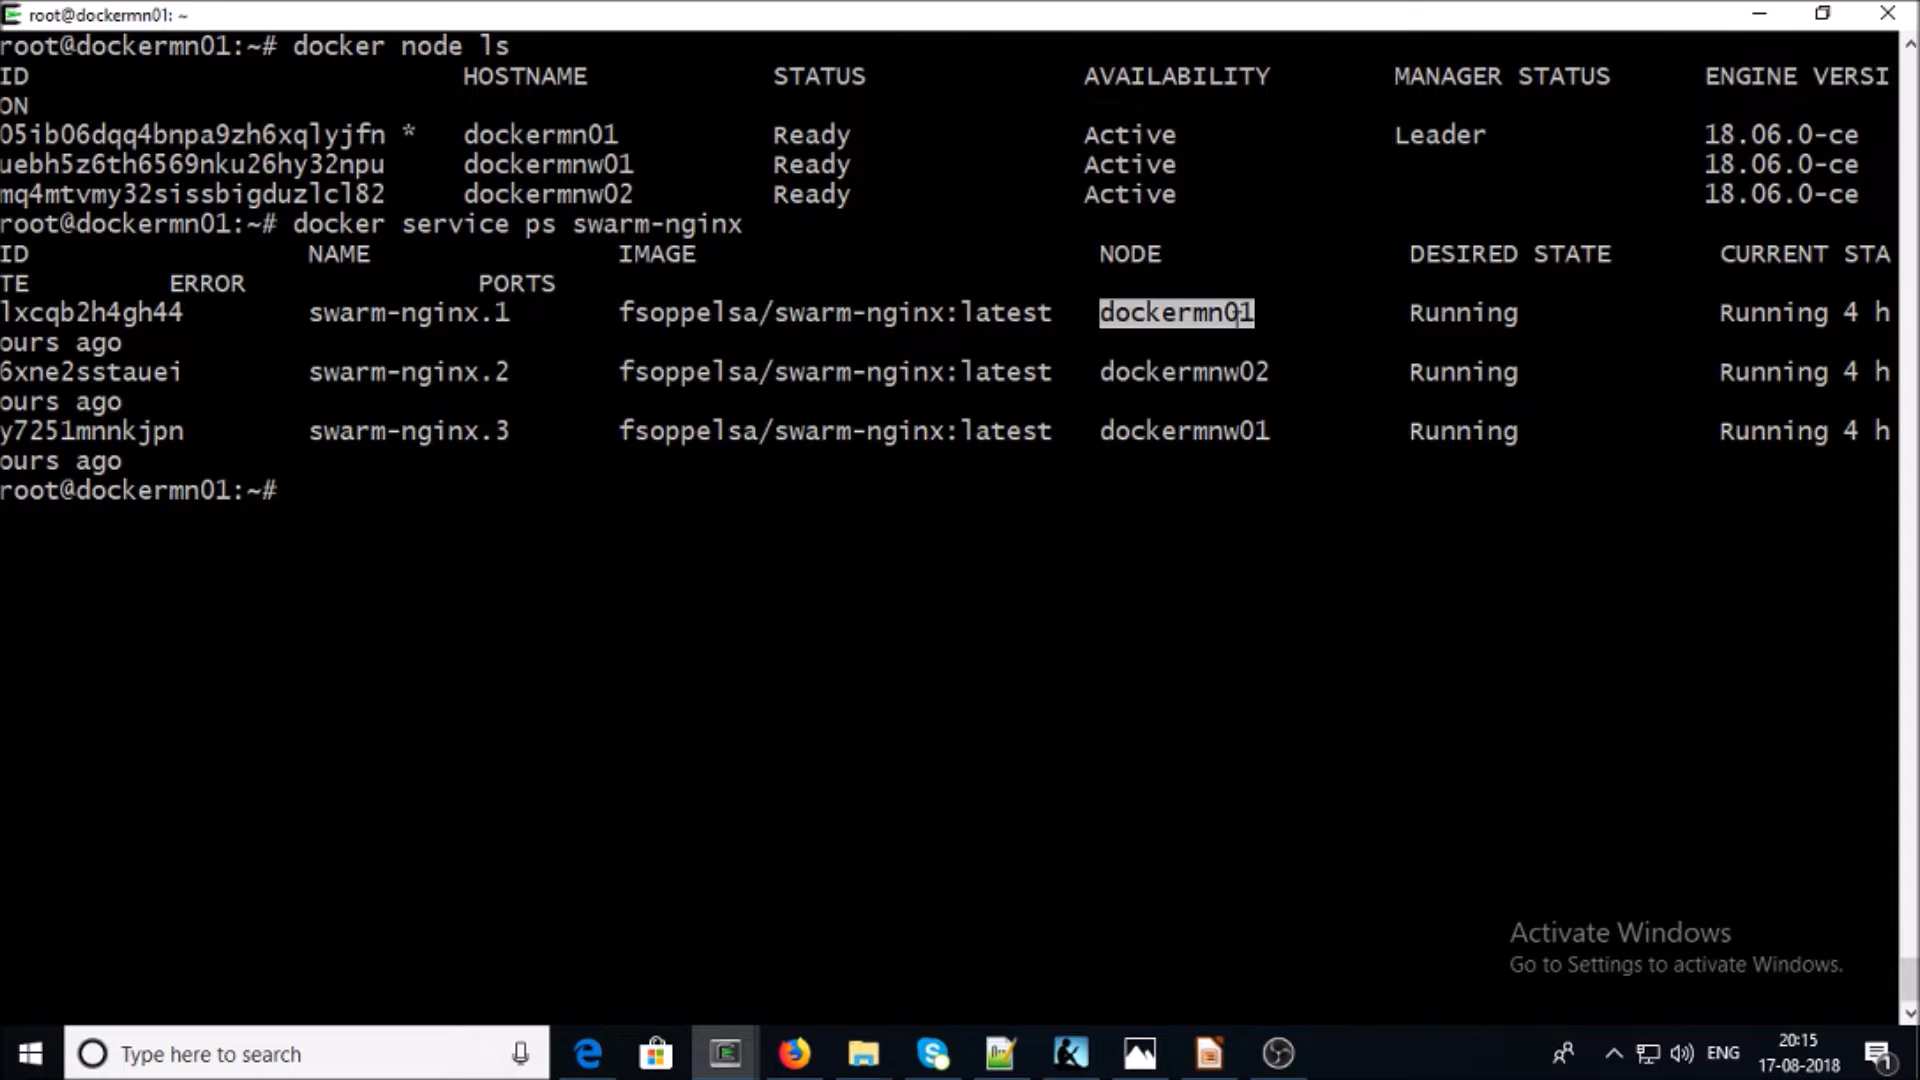 root@dockermn01: ~
root@dockermn01:~# docker node ls
ID HOSTNAME STATUS AVAILABILITY MANAGER STATUS ENGINE VERSI
ON
05ib06dqq4bnpa9zh6xqlyjfn * dockermn01 Ready Active Leader 18.06.0-ce
uebh5z6th6569nku26hy32npu dockermnw01 Ready Active 18.06.0-ce
mq4mtvmy32sissbigduzlcl82 dockermnw02 Ready Active 18.06.0-ce
root@dockermn01:~# docker service ps swarm-nginx
ID NAME IMAGE NODE DESIRED STATE CURRENT STA
TE ERROR PORTS
lxcqb2h4gh44 swarm-nginx.1 fsoppelsa/swarm-nginx:latest dockermn01 Running Running 4 h
ours ago
6xne2sstauei swarm-nginx.2 fsoppelsa/swarm-nginx:latest dockermnw02 Running Running 4 h
ours ago
y7251mnnkjpn swarm-nginx.3 fsoppelsa/swarm-nginx:latest dockermnw01 Running Running 4 h
ours ago
root@dockermn01:~#
Activate Windows
Go to Settings to activate Windows.
Type here to search
ENG
20:15
17-08-2018
1